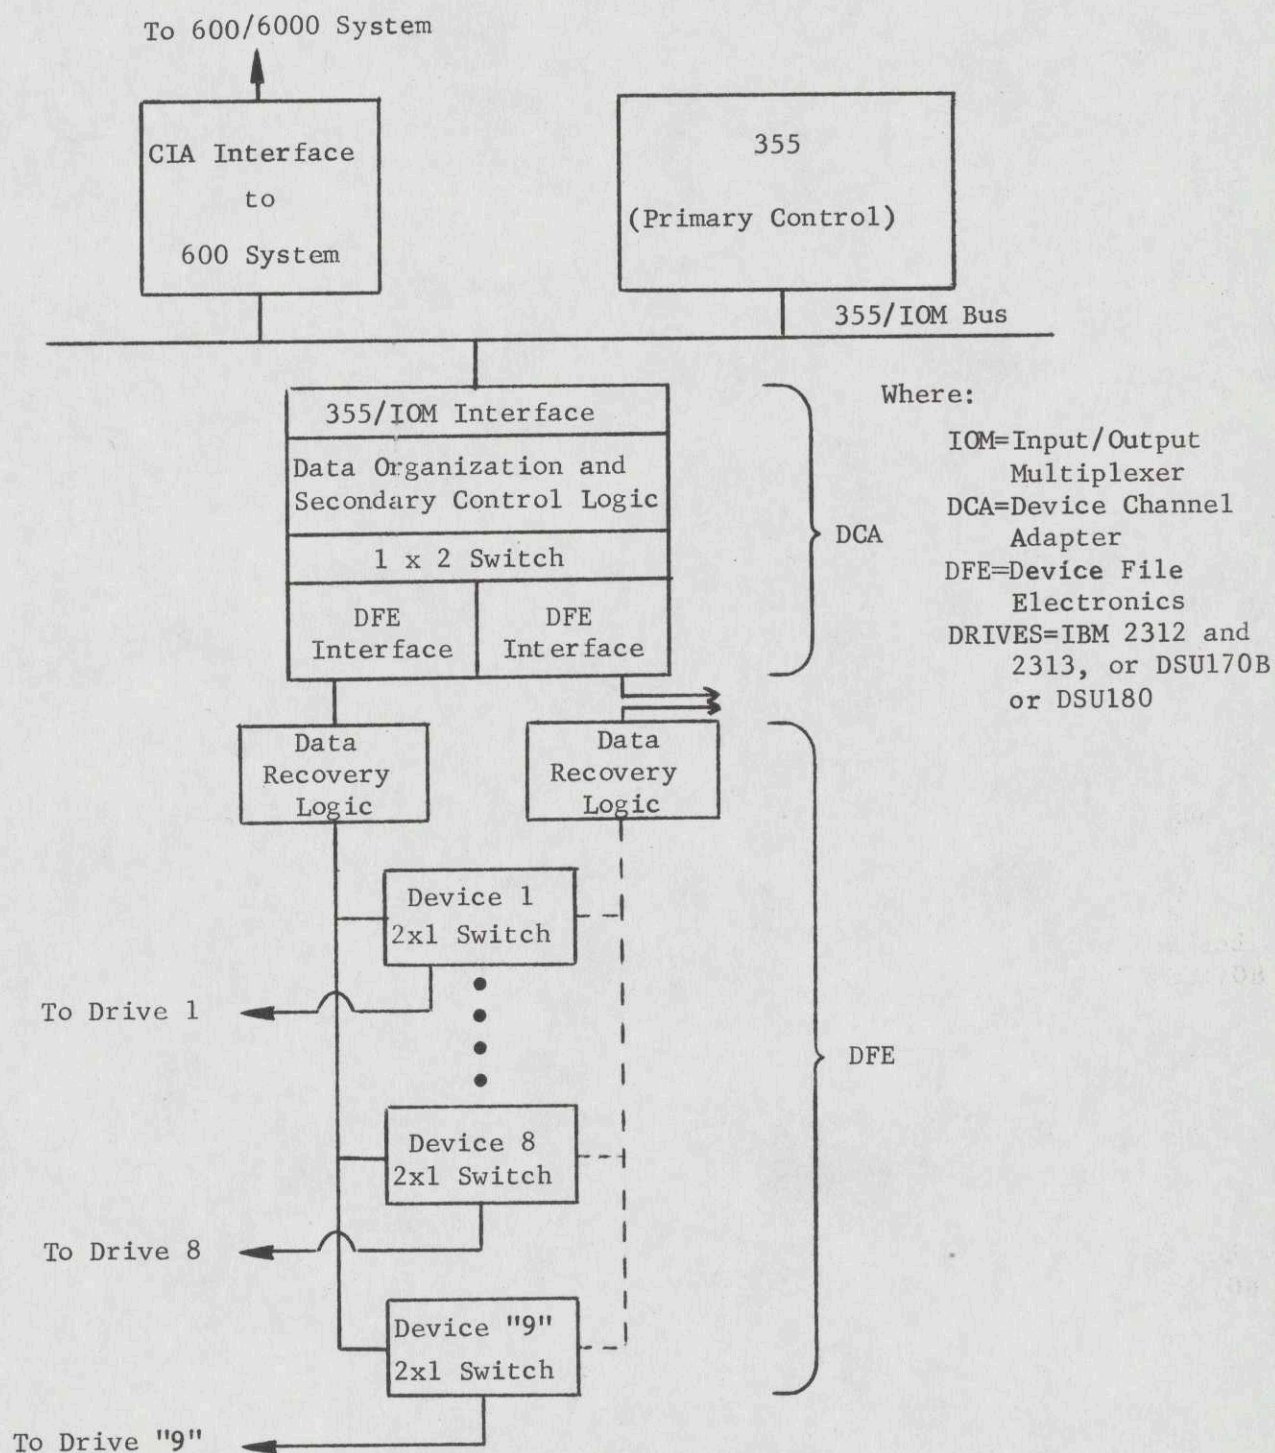 To 600/6000 System
CIA Interface
to
600 System
355
(Primary Control)
355/IOM Bus
355/IOM Interface
Data Organization and
Secondary Control Logic
1 x 2 Switch
DFE
Interface
DFE
Interface
DCA
Where:
IOM=Input/Output
Multiplexer
DCA=Device Channel
Adapter
DFE=Device File
Electronics
DRIVES=IBM 2312 and
2313, or DSU170B
or DSU180
Data
Recovery
Logic
Data
Recovery
Logic
Device 1
2x1 Switch
To Drive 1
DFE
Device 8
2x1 Switch
To Drive 8
Device "9"
2x1 Switch
To Drive "9"